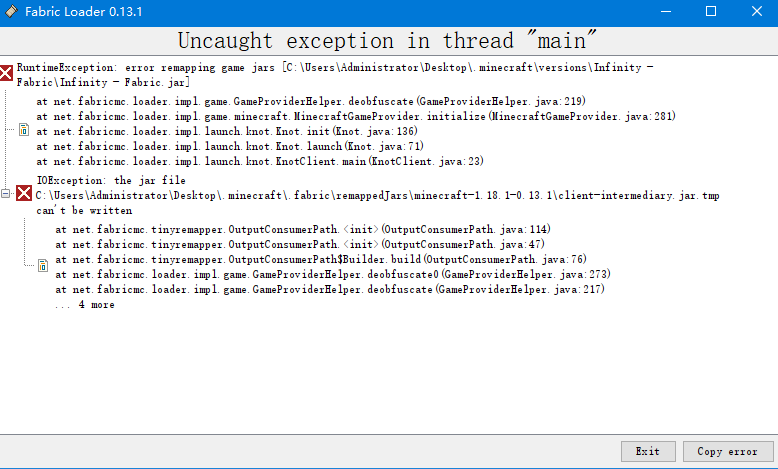 Fabric Loader 0.13.1
Uncaught exception in thread "main"
RuntimeException: error remapping game jars [C:\Users\Administrator\Desktop\.minecraft\versions\Infinity -
Fabric\Infinity - Fabric.jar]
at net.fabricmc.loader.impl.game.GameProviderHelper.deobfuscate(GameProviderHelper.java:219)
at net.fabricmc.loader.impl.game.minecraft.MinecraftGameProvider.initialize(MinecraftGameProvider.java:281)
at net.fabricmc.loader.impl.launch.knot.Knot.init(Knot.java:136)
at net.fabricmc.loader.impl.launch.knot.Knot.launch(Knot.java:71)
at net.fabricmc.loader.impl.launch.knot.KnotClient.main(KnotClient.java:23)
IOException: the jar file
C:\Users\Administrator\Desktop\.minecraft\.fabric\remappedJars\minecraft-1.18.1-0.13.1\client-intermediary.jar.tmp
can't be written
at net.fabricmc.tinyremapper.OutputConsumerPath.<init>(OutputConsumerPath.java:114)
at net.fabricmc.tinyremapper.OutputConsumerPath.<init>(OutputConsumerPath.java:47)
at net.fabricmc.tinyremapper.OutputConsumerPath$Builder.build(OutputConsumerPath.java:76)
at net.fabricmc.loader.impl.game.GameProviderHelper.deobfuscate0(GameProviderHelper.java:273)
at net.fabricmc.loader.impl.game.GameProviderHelper.deobfuscate(GameProviderHelper.java:217)
... 4 more
Exit
Copy error